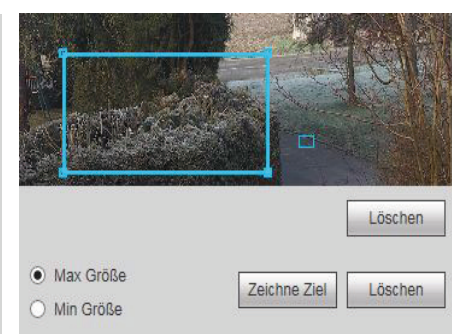 Löschen
Max Größe
Zeichne Ziel Löschen
Min Größe